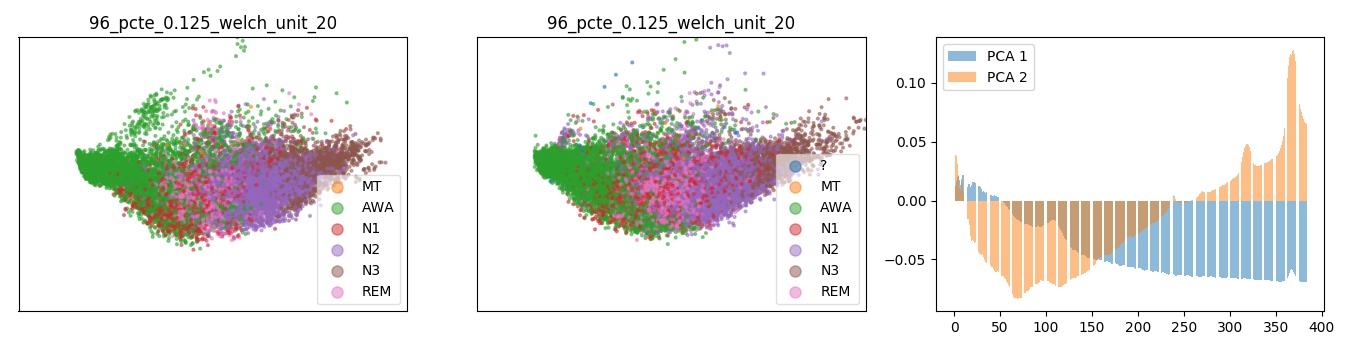 96_pcte_0.125_welch_unit_20
MT
AWA
N1
N2
N3
REM
96_pcte_0.125_welch_unit_20
?
MT
AWA
N1
N2
N3
REM
PCA 1
PCA 2
0.10
0.05
0.00
−0.05
0 50 100 150 200 250 300 350 400